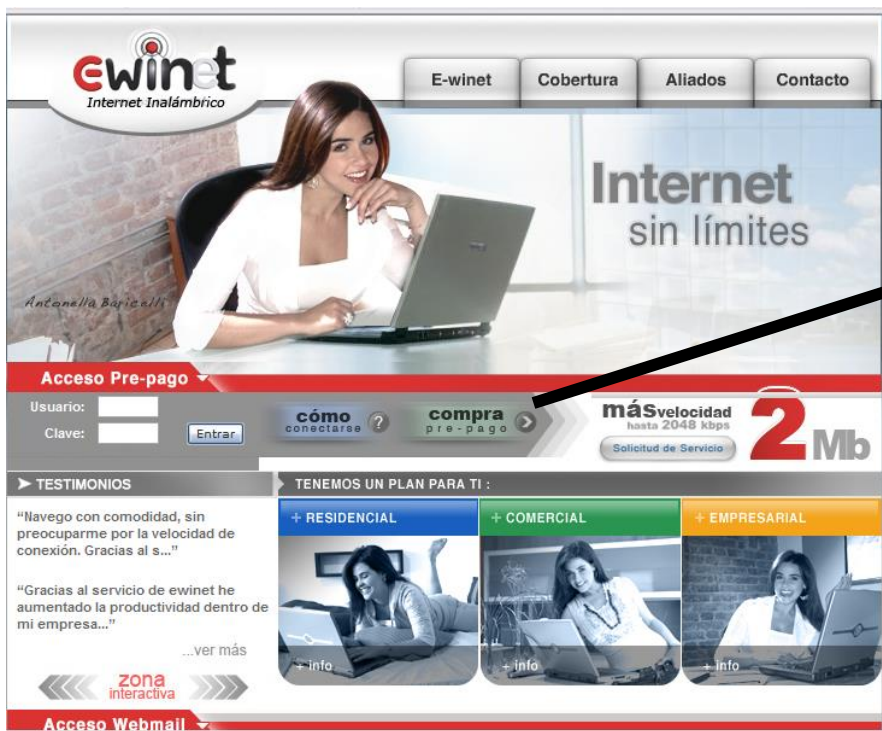 ewinet
Internet Inalámbrico
E-winet
Cobertura
Aliados
Contacto
Internet
sin límites
Antonella Baricelli
Acceso Pre-pago
Usuario:
Clave:
Entrar
cómo
conectarse ?
compra
pre-pago
másvelocidad
hasta 2048 kbps
Solicitud de Servicio
2Mb
TESTIMONIOS
“Navego con comodidad, sin
preocuparme por la velocidad de
conexión. Gracias al s...”
“Gracias al servicio de ewinet he
aumentado la productividad dentro de
mi empresa...”
...ver más
zona
interactiva
TENEMOS UN PLAN PARA TI :
+ RESIDENCIAL
+ COMERCIAL
+ EMPRESARIAL
+ info
+ info
+ info
Acceso Webmail